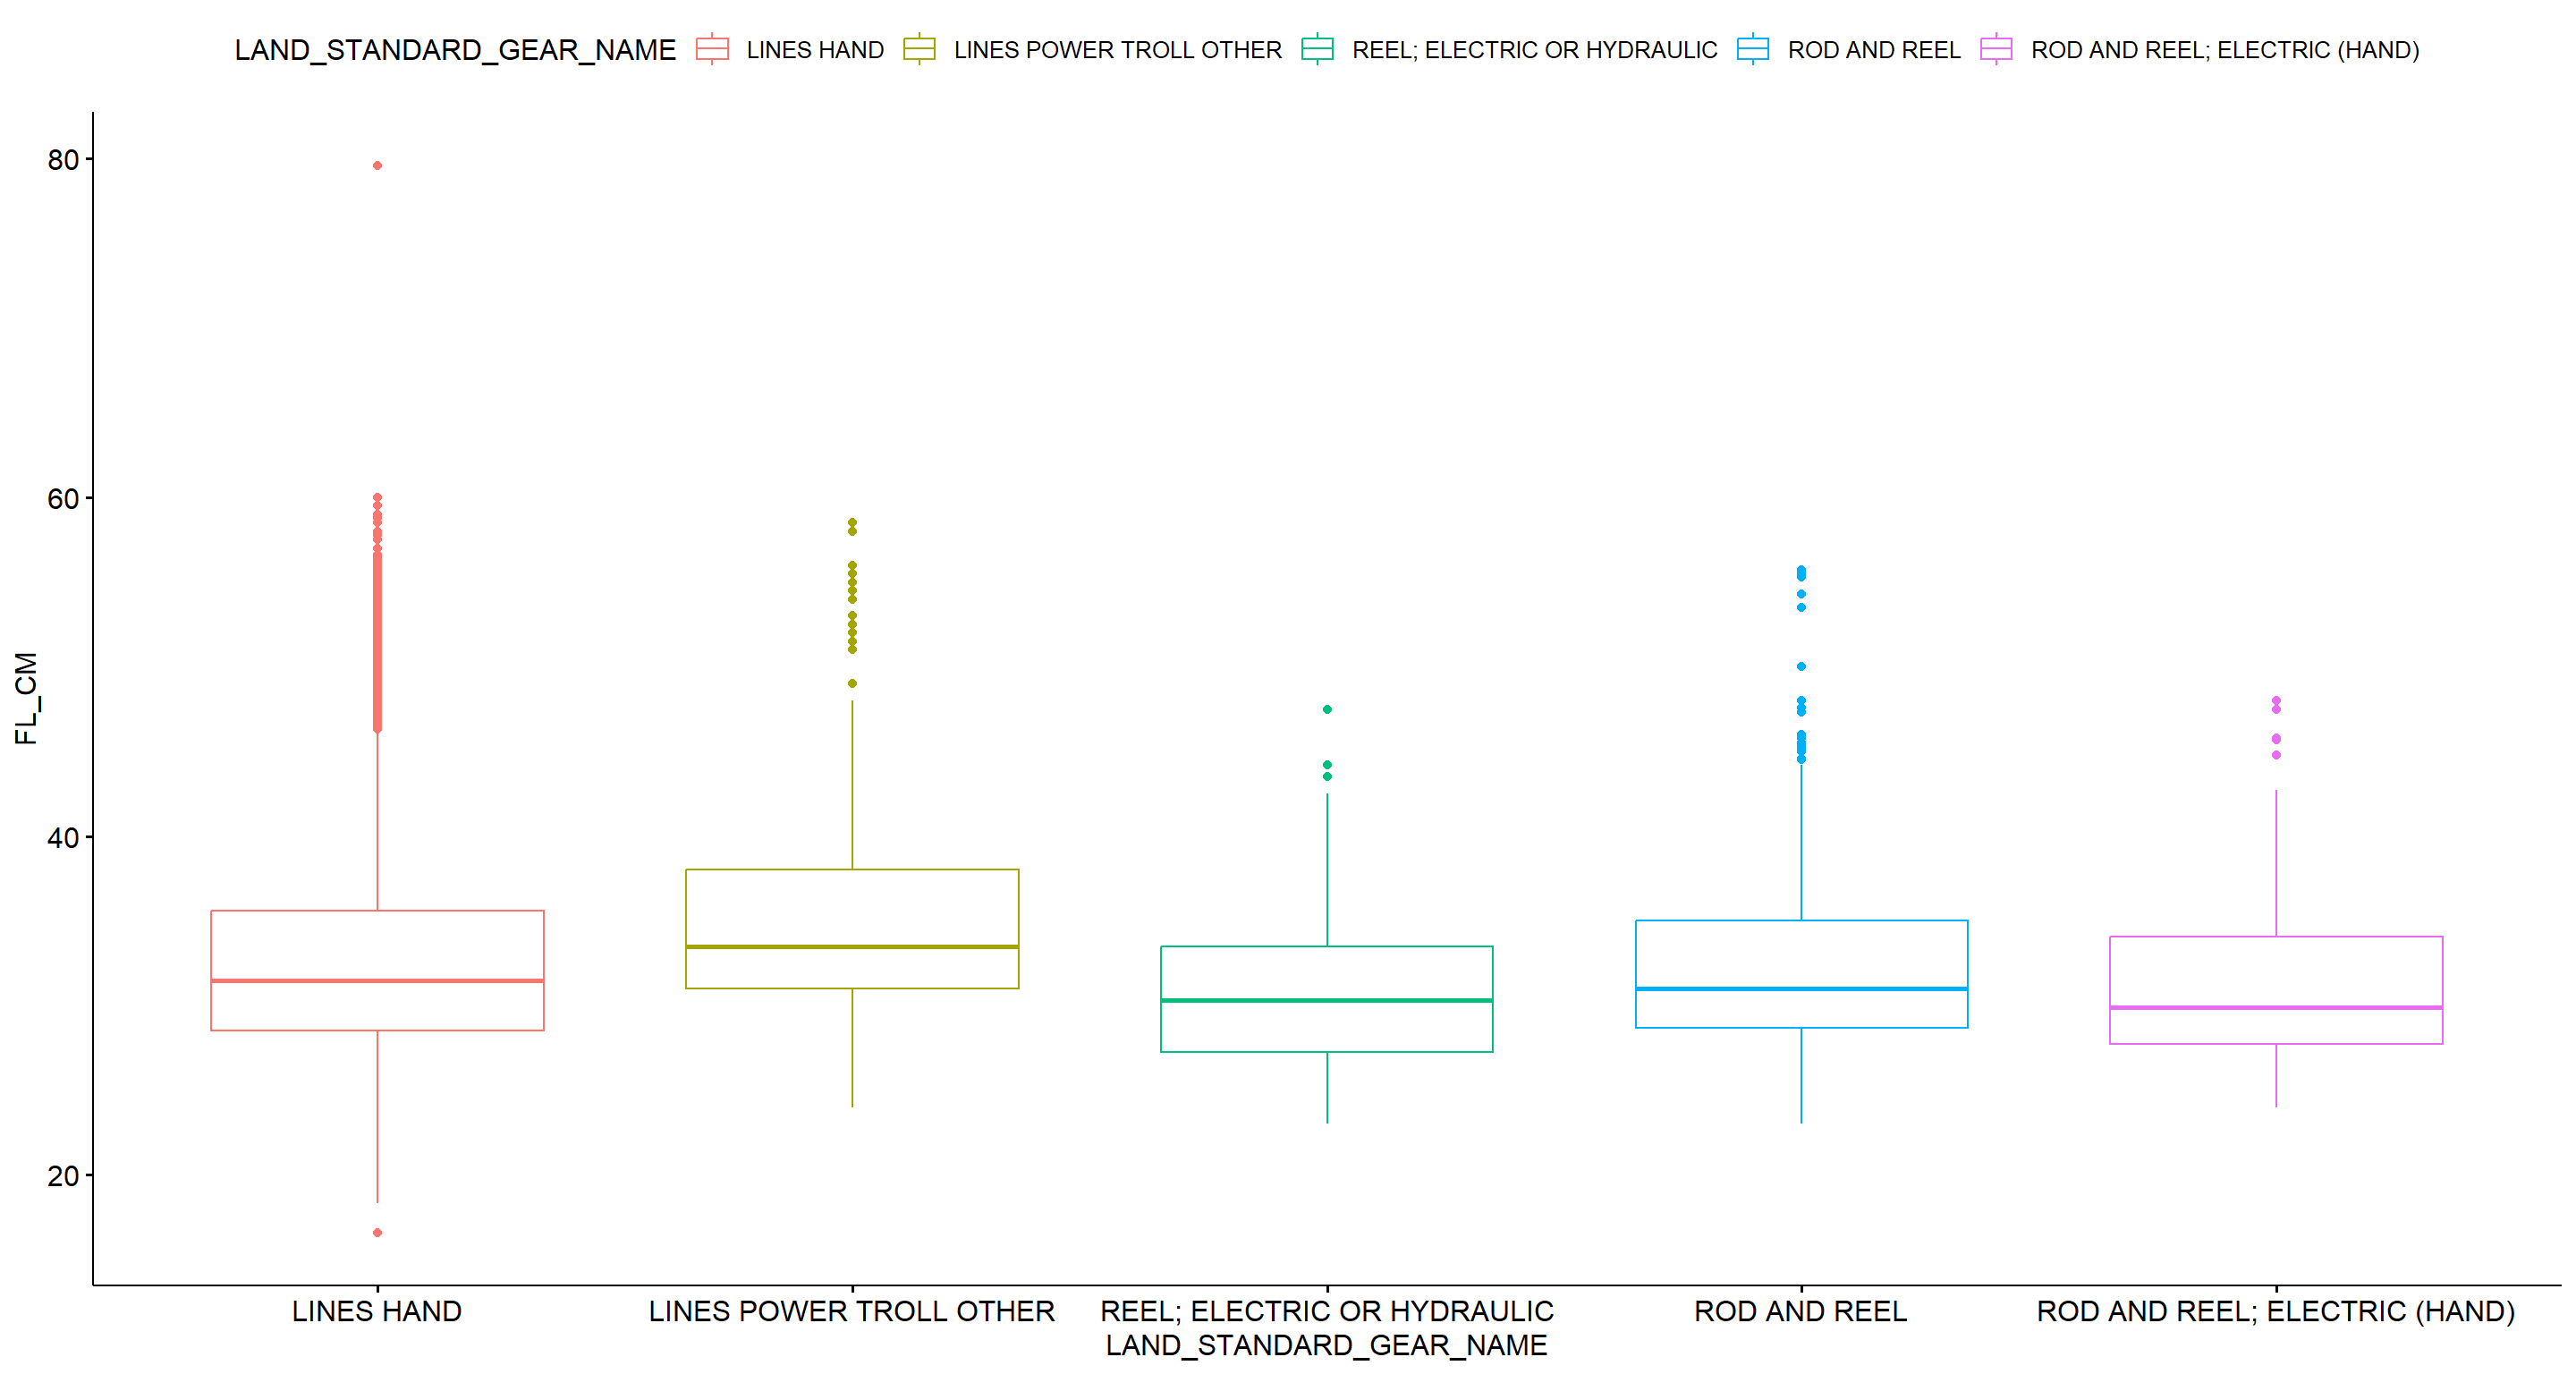 LAND_STANDARD_GEAR_NAME LINES HAND LINES POWER TROLL OTHER REEL; ELECTRIC OR HYDRAULIC ROD AND REEL ROD AND REEL; ELECTRIC (HAND)
80
60
40
20
FL_CM
LINES HAND LINES POWER TROLL OTHER REEL; ELECTRIC OR HYDRAULIC ROD AND REEL ROD AND REEL; ELECTRIC (HAND)
LAND_STANDARD_GEAR_NAME